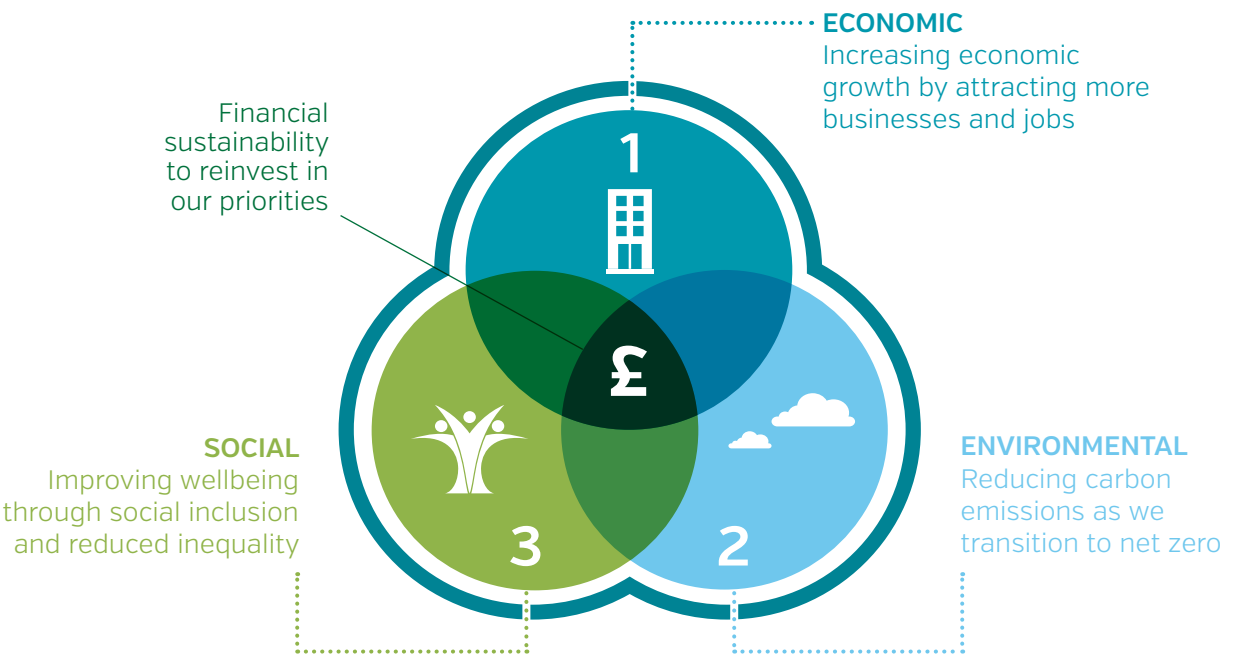 ECONOMIC
Increasing economic
growth by attracting more
businesses and jobs
Financial
sustainability
to reinvest in
our priorities
1
£
SOCIAL
Improving wellbeing
through social inclusion
and reduced inequality
3
2
ENVIRONMENTAL
Reducing carbon
emissions as we
transition to net zero